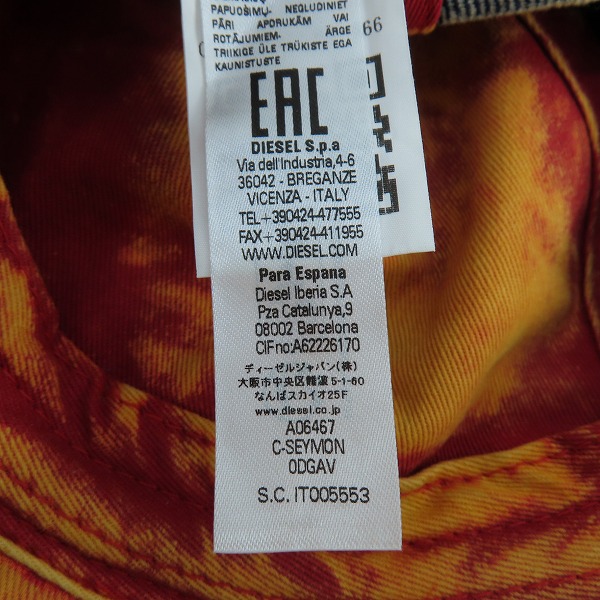 PAPUOŠIMŲ. NEGLUDINIET
PĀRI APDRUKĀM VAI
ROTĀJUMIEM. ÄRGE
TRIIKIGE ÜLE TRÜKISTE EGA
KAUNISTUSTE
66
EAC
DIESEL S.p.a
Via dell'Industria,4-6
36042 - BREGANZE
VICENZA - ITALY
TEL+390424-477555
FAX+390424-411955
WWW.DIESEL.COM
Para Espana
Diesel Iberia S.A
Pza Catalunya,9
08002 Barcelona
CIFno:A62226170
ディーゼルジャパン(株)
大阪市中央区難波5-1-60
なんばスカイオ25F
www.diesel.co.jp
A06467
C-SEYMON
0DGAV
S.C. IT005553